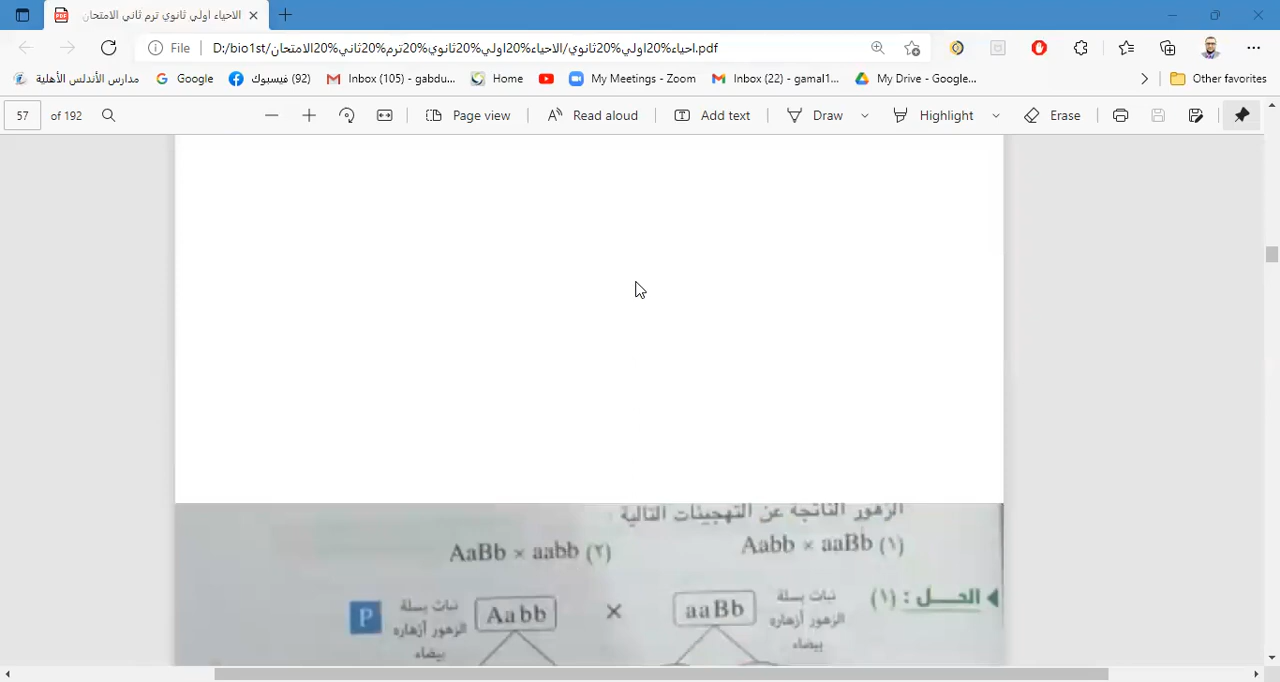 الاحياء اولي ثانوي ترم ثاني الامتحان
File
D:/bio1st/احياء%20اولي%20ثانوي/الاحياء%20اولي%20ثانوي%20ترم%20ثاني%20الامتحان.pdf
مدارس الأندلس الأهلية
Google
(92) فيسبوك
Inbox (105) - gabdu...
Home
My Meetings - Zoom
Inbox (22) - gamal1...
My Drive - Google...
Other favorites
57 of 192
Page view
Read aloud
Add text
Draw
Highlight
Erase
الزهور الناتجة عن التهجينات التالية
(١) Aabb × aaBb
(٢) AaBb × aabb
الحـــل : (١)
نبات بسلة
الزهور أزهاره
بيضاء
aaBb
×
Aabb
نبات بسلة
الزهور أزهاره
بيضاء
P